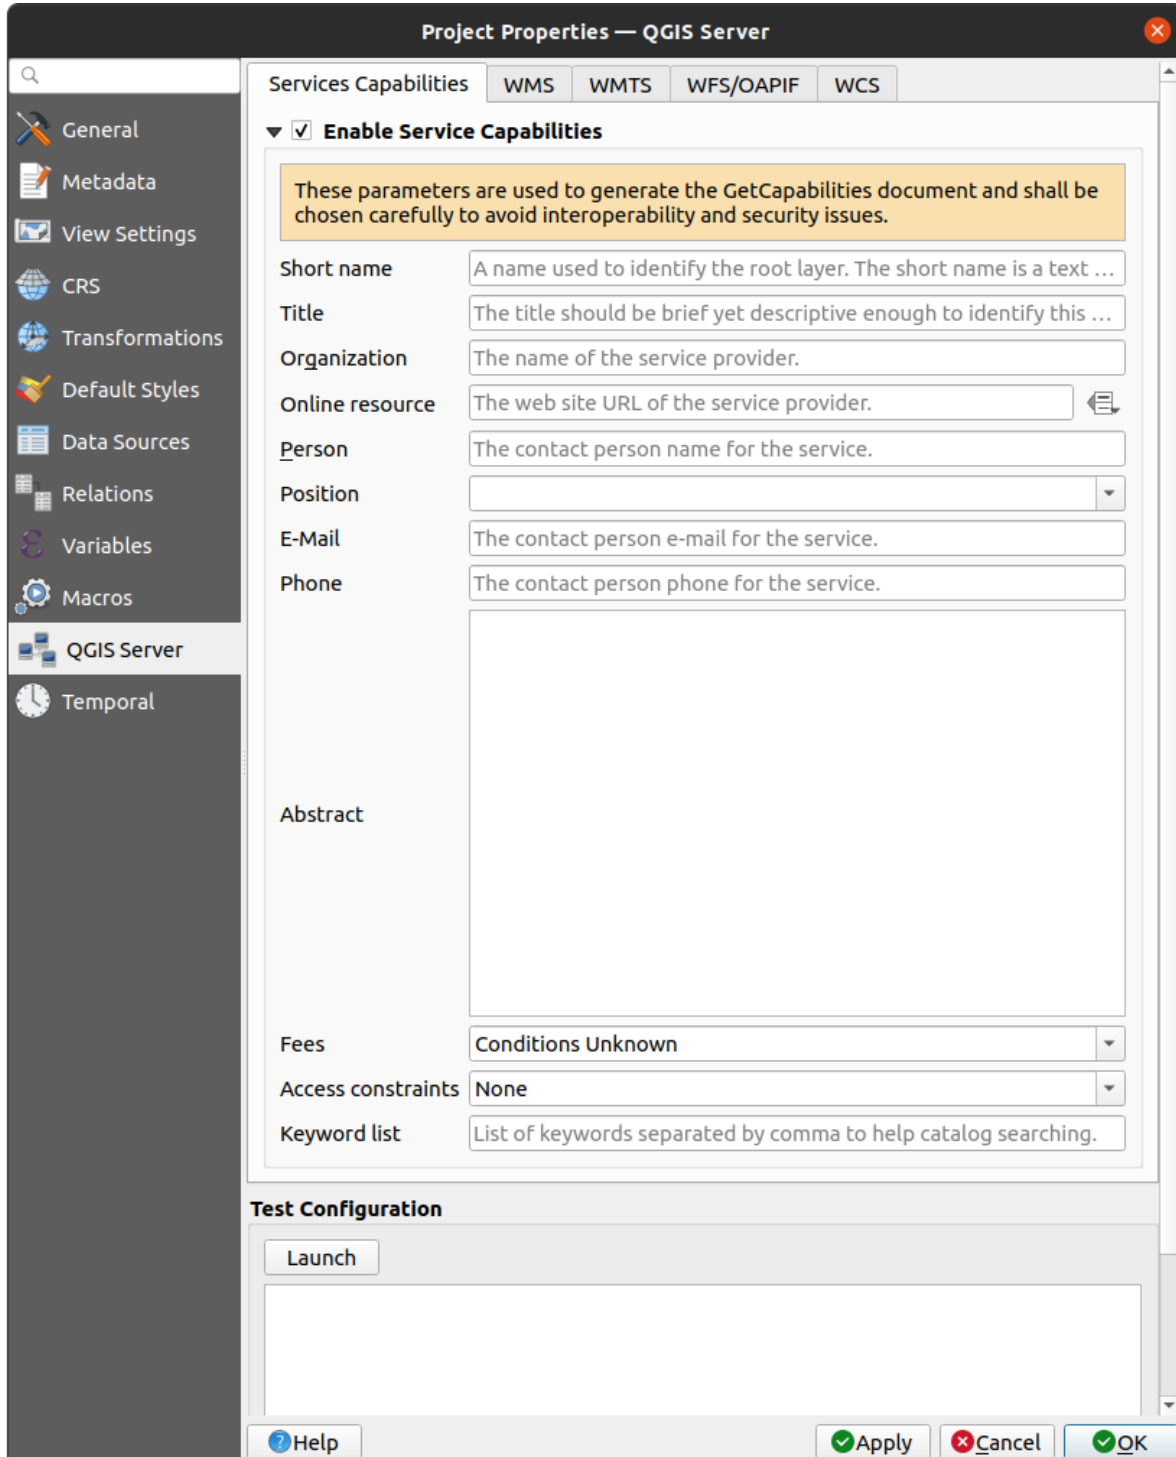 Project Properties — QGIS Server
General
Metadata
View Settings
CRS
Transformations
Default Styles
Data Sources
Relations
Variables
Macros
QGIS Server
Temporal
Services Capabilities
WMS
WMTS
WFS/OAPIF
WCS
Enable Service Capabilities
These parameters are used to generate the GetCapabilities document and shall be
chosen carefully to avoid interoperability and security issues.
Short name
A name used to identify the root layer. The short name is a text ...
Title
The title should be brief yet descriptive enough to identify this ...
Organization
The name of the service provider.
Online resource
The web site URL of the service provider.
Person
The contact person name for the service.
Position
E-Mail
The contact person e-mail for the service.
Phone
The contact person phone for the service.
Abstract
Fees
Conditions Unknown
Access constraints
None
Keyword list
List of keywords separated by comma to help catalog searching.
Test Configuration
Launch
Help
Apply
Cancel
OK